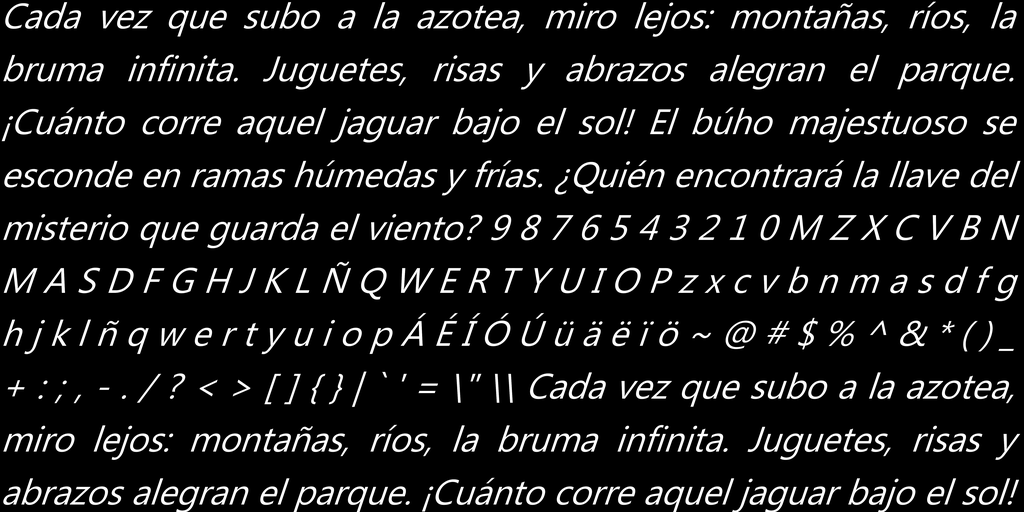 Cada vez que subo a la azotea, miro lejos: montañas, ríos, la
bruma infinita. Juguetes, risas y abrazos alegran el parque.
¡Cuánto corre aquel jaguar bajo el sol! El búho majestuoso se
esconde en ramas húmedas y frías. ¿Quién encontrará la llave del
misterio que guarda el viento? 9 8 7 6 5 4 3 2 1 0 M Z X C V B N
M A S D F G H J K L Ñ Q W E R T Y U I O P z x c v b n m a s d f g
h j k l ñ q w e r t y u i o p Á É Í Ó Ú ü ä ë ï ö ~ @ # $ % ^ & * ( ) _
+ : ; , - . / ? < > [ ] { } | ` ' = \" \\ Cada vez que subo a la azotea,
miro lejos: montañas, ríos, la bruma infinita. Juguetes, risas y
abrazos alegran el parque. ¡Cuánto corre aquel jaguar bajo el sol!